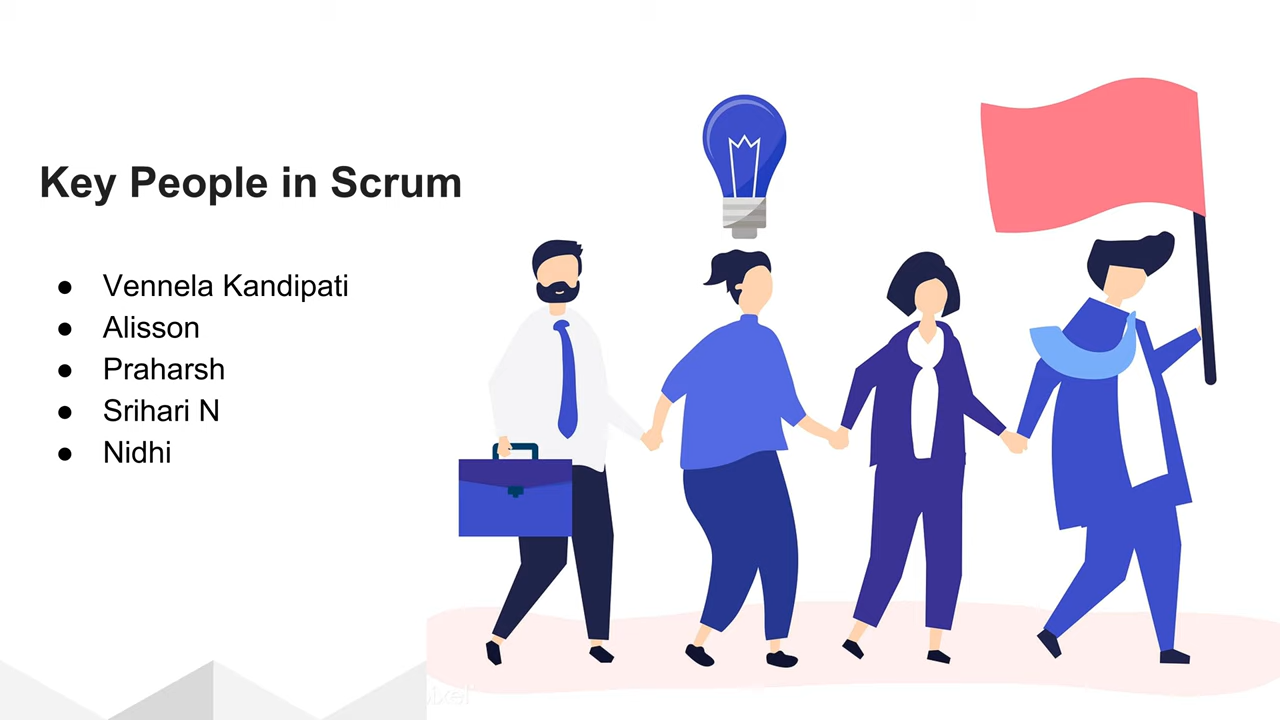 Key People in Scrum
● Vennela Kandipati
● Alisson
● Praharsh
● Srihari N
● Nidhi